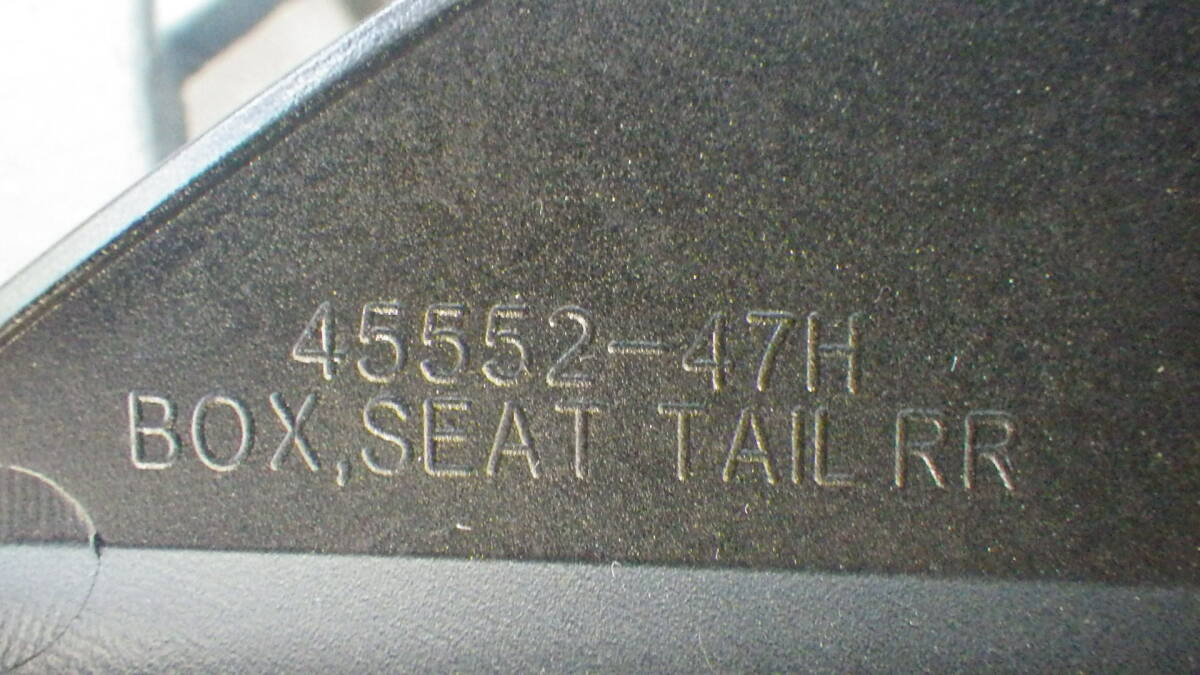 45552-47H
BOX,SEAT TAIL RR